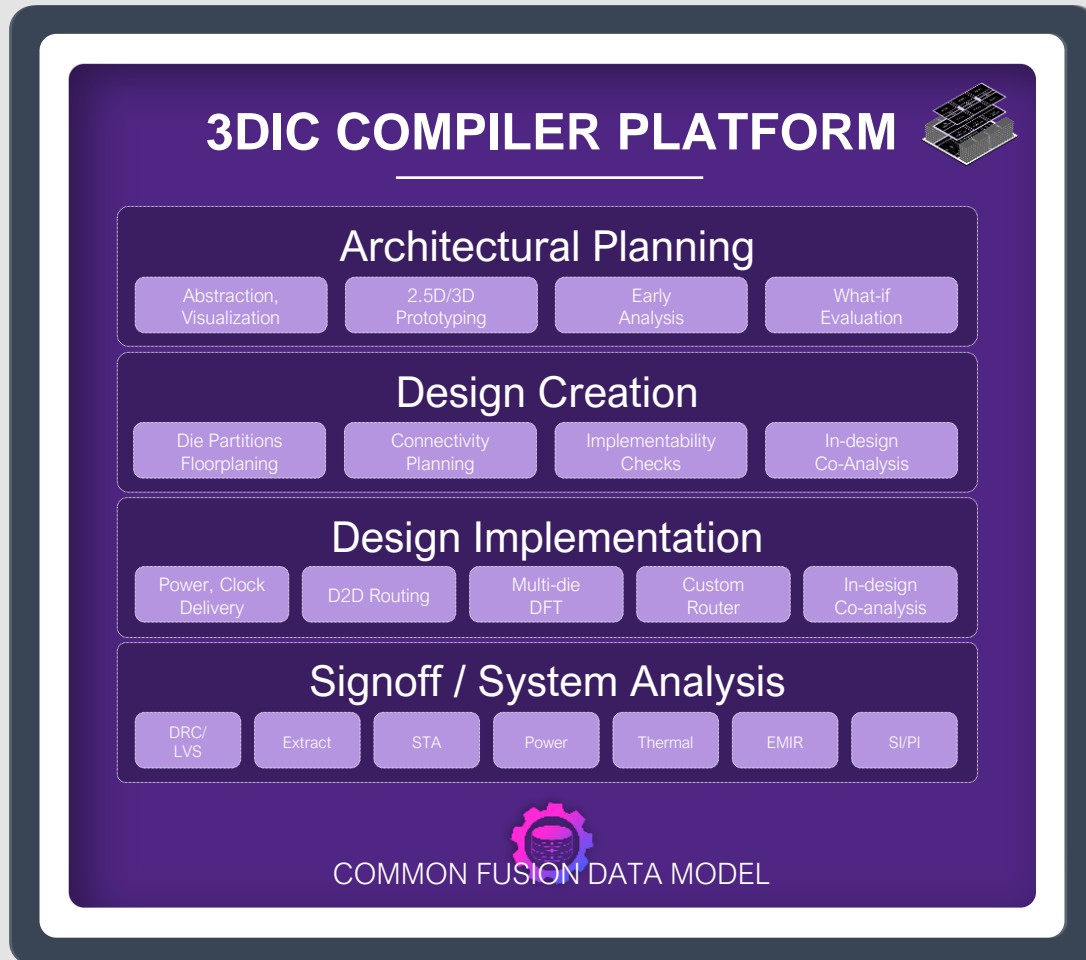 3DIC COMPILER PLATFORM
Architectural Planning
Abstraction,
Visualization
2.5D/3D
Prototyping
Early
Analysis
What-if
Evaluation
Design Creation
Die Partitions
Floorplaning
Connectivity
Planning
Implementability
Checks
In-design
Co-Analysis
Design Implementation
Power, Clock
Delivery
D2D Routing
Multi-die
DFT
Custom
Router
In-design
Co-analysis
Signoff / System Analysis
DRC/
LVS
Extract
STA
Power
Thermal
EMIR
SI/PI
COMMON FUSION DATA MODEL